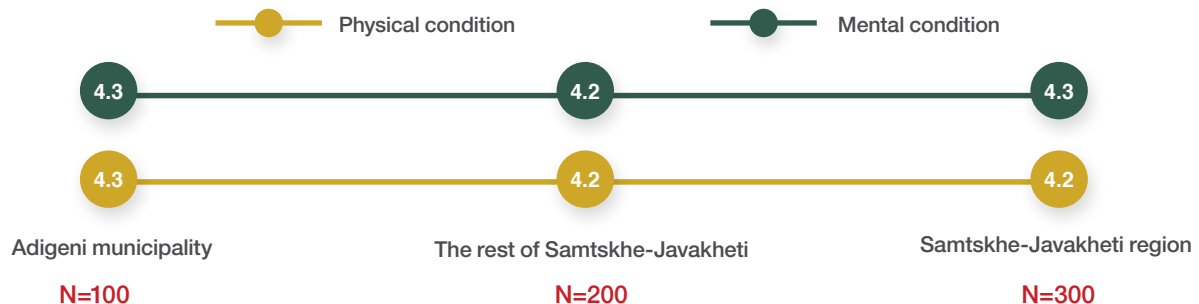 Physical condition Mental condition
4.3 4.2 4.3
4.3 4.2 4.2
Adigeni municipality The rest of Samtskhe-Javakheti Samtskhe-Javakheti region
N=100 N=200 N=300